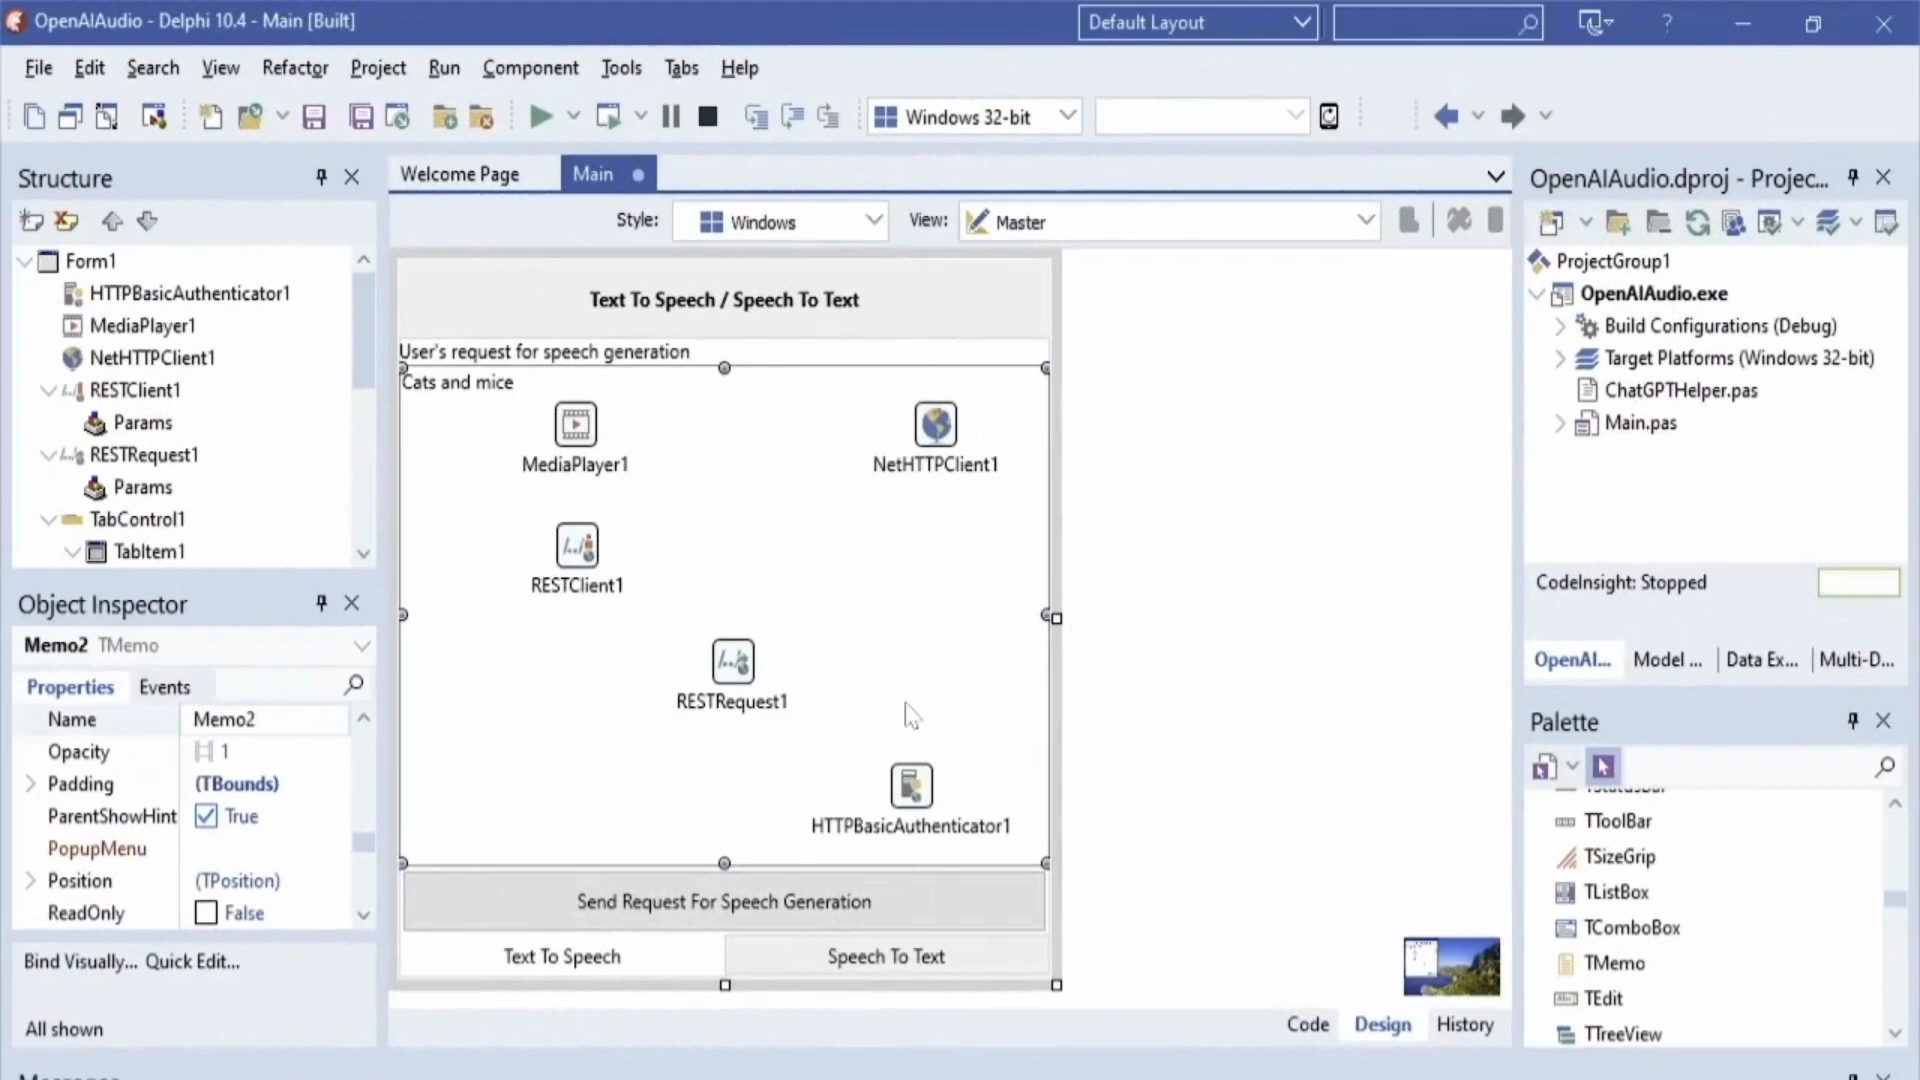 OpenAIAudio - Delphi 10.4 - Main [Built]
Default Layout
?
File Edit Search View Refactor Project Run Component Tools Tabs Help
Windows 32-bit
Structure
Form1
HTTPBasicAuthenticator1
MediaPlayer1
NetHTTPClient1
RESTClient1
Params
RESTRequest1
Params
TabControl1
TabItem1
Object Inspector
Memo2 TMemo
Properties Events
Name Memo2
Opacity 1
Padding (TBounds)
ParentShowHint True
PopupMenu
Position (TPosition)
ReadOnly False
Bind Visually... Quick Edit...
All shown
Welcome Page Main
Style: Windows View: Master
Text To Speech / Speech To Text
User's request for speech generation
Cats and mice
MediaPlayer1
NetHTTPClient1
RESTClient1
RESTRequest1
HTTPBasicAuthenticator1
Send Request For Speech Generation
Text To Speech Speech To Text
Code Design History
OpenAIAudio.dproj - Projec...
ProjectGroup1
OpenAIAudio.exe
Build Configurations (Debug)
Target Platforms (Windows 32-bit)
ChatGPTHelper.pas
Main.pas
CodeInsight: Stopped
OpenAI... Model ... Data Ex... Multi-D...
Palette
TToolBar
TSizeGrip
TListBox
TComboBox
TMemo
TEdit
TTreeView